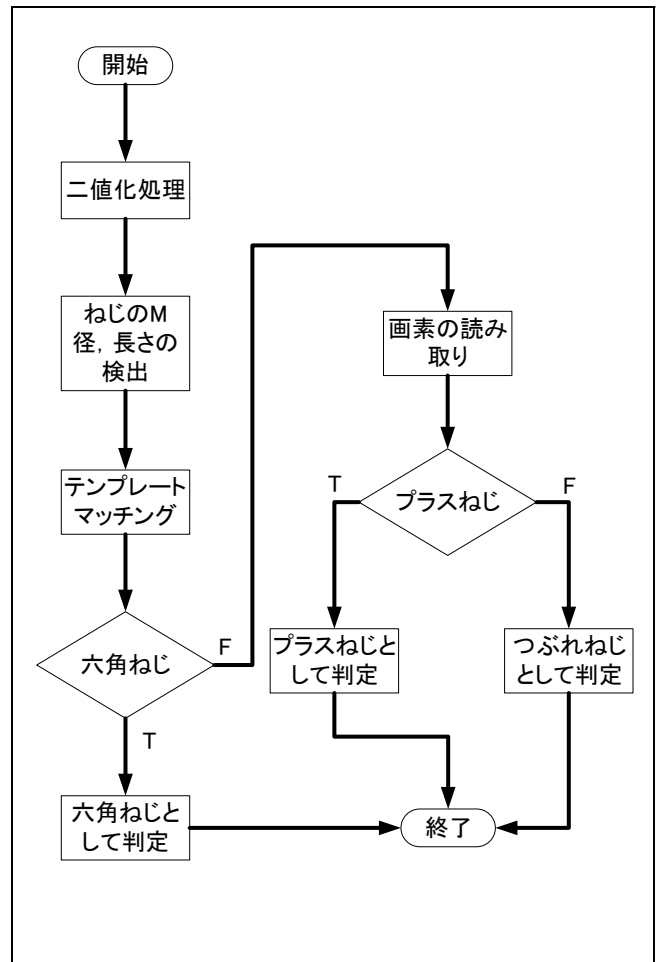 開始
二値化処理
ねじのM
径，長さの
検出
テンプレート
マッチング
六角ねじ
F
T
六角ねじと
して判定
画素の読み
取り
プラスねじ
T
F
プラスねじと
して判定
つぶれねじ
として判定
終了